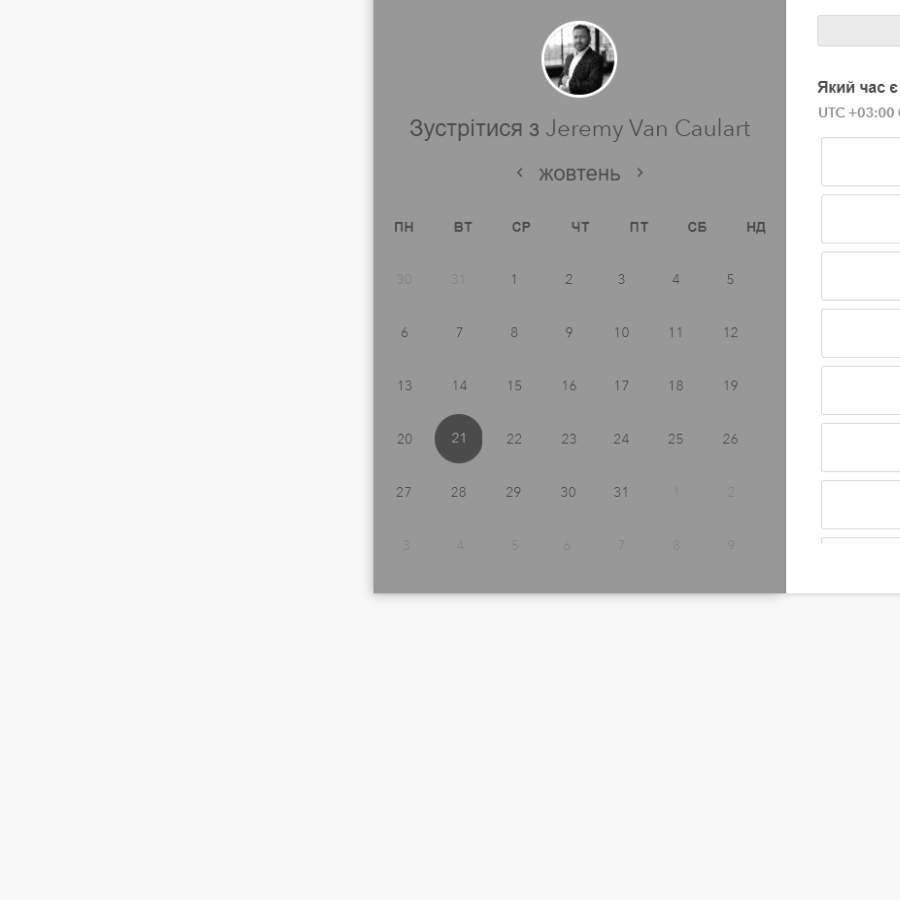 Зустрітися з Jeremy Van Caulart
жовтень
ПН ВТ СР ЧТ ПТ СБ НД
30 31 1 2 3 4 5
6 7 8 9 10 11 12
13 14 15 16 17 18 19
20 21 22 23 24 25 26
27 28 29 30 31 1 2
3 4 5 6 7 8 9
Який час є
UTC +03:00